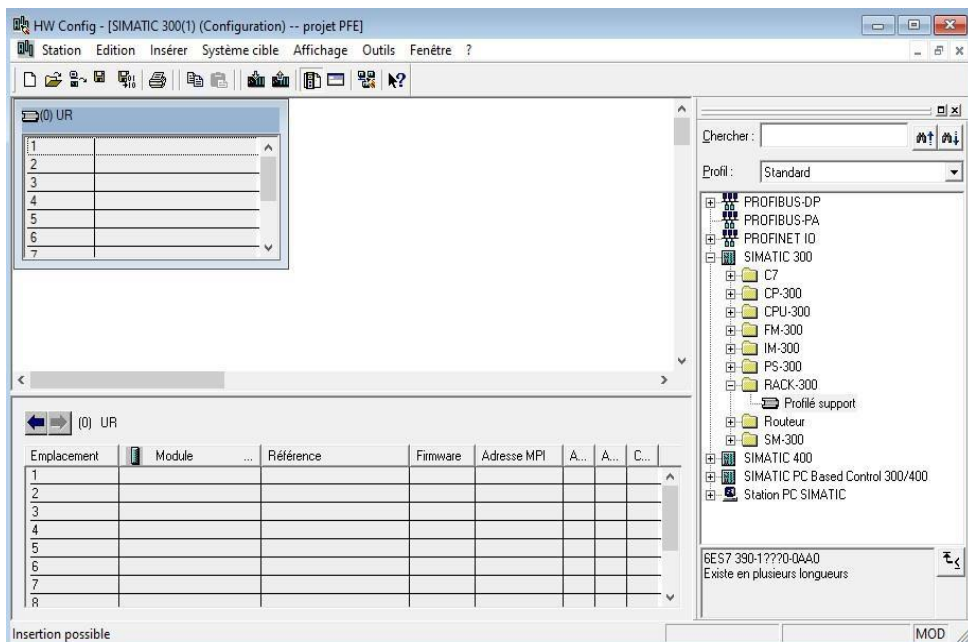 HW Config - [SIMATIC 300(1) (Configuration) -- projet PFE]
Station Edition Insérer Système cible Affichage Outils Fenêtre ?
(0) UR
1
2
3
4
5
6
7
Chercher :
Profil : Standard
PROFIBUS-DP
PROFIBUS-PA
PROFINET IO
SIMATIC 300
C7
CP-300
CPU-300
FM-300
IM-300
PS-300
RACK-300
Profilé support
Routeur
SM-300
SIMATIC 400
SIMATIC PC Based Control 300/400
Station PC SIMATIC
6ES7 390-1???0-0AA0
Existe en plusieurs longueurs
(0) UR
Emplacement Module ... Référence Firmware Adresse MPI A... A... C...
1
2
3
4
5
6
7
8
Insertion possible
MOD